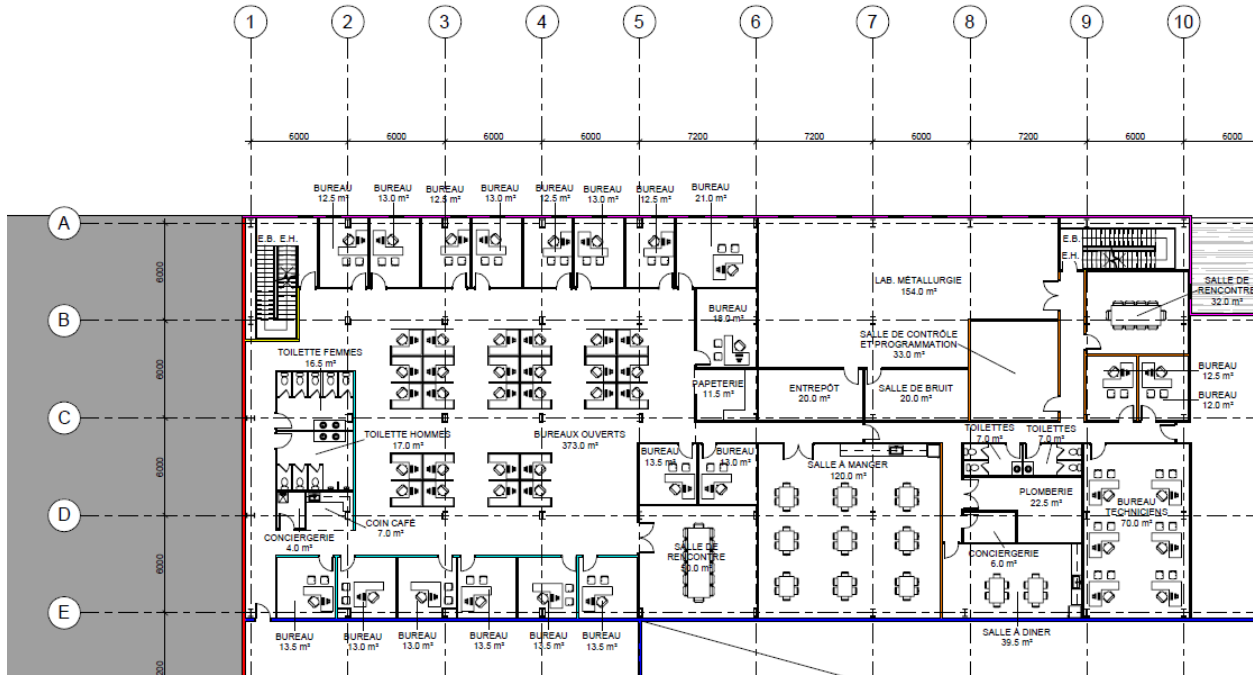 1 2 3 4 5 6 7 8 9 10
6000 6000 6000 6000 7200 7200 6000 7200 6000 6000
A
B
C
D
E
6000
6000
6000
6000
BUREAU
12.5 m²
BUREAU
13.0 m²
BUREAU
12.5 m²
BUREAU
13.0 m²
BUREAU
12.5 m²
BUREAU
13.0 m²
BUREAU
12.5 m²
BUREAU
21.0 m²
E.B. E.H.
E.B.
E.H.
LAB. MÉTALLURGIE
154.0 m²
SALLE DE
RENCONTRE
32.0 m²
BUREAU
18.0 m²
SALLE DE CONTRÔLE
ET PROGRAMMATION
33.0 m²
TOILETTE FEMMES
16.5 m²
PAPETERIE
11.5 m²
ENTREPÔT
20.0 m²
SALLE DE BRUIT
20.0 m²
BUREAU
12.5 m²
BUREAU
12.0 m²
TOILETTE HOMMES
17.0 m²
BUREAUX OUVERTS
373.0 m²
BUREAU
13.5 m²
BUREAU
13.0 m²
SALLE À MANGER
120.0 m²
TOILETTES
7.0 m²
TOILETTES
7.0 m²
PLOMBERIE
22.5 m²
BUREAU
TECHNICIENS
70.0 m²
COIN CAFÉ
7.0 m²
CONCIERGERIE
4.0 m²
SALLE DE
RENCONTRE
50.0 m²
CONCIERGERIE
6.0 m²
SALLE À DINER
39.5 m²
BUREAU
13.5 m²
BUREAU
13.0 m²
BUREAU
13.0 m²
BUREAU
13.5 m²
BUREAU
13.5 m²
BUREAU
13.5 m²